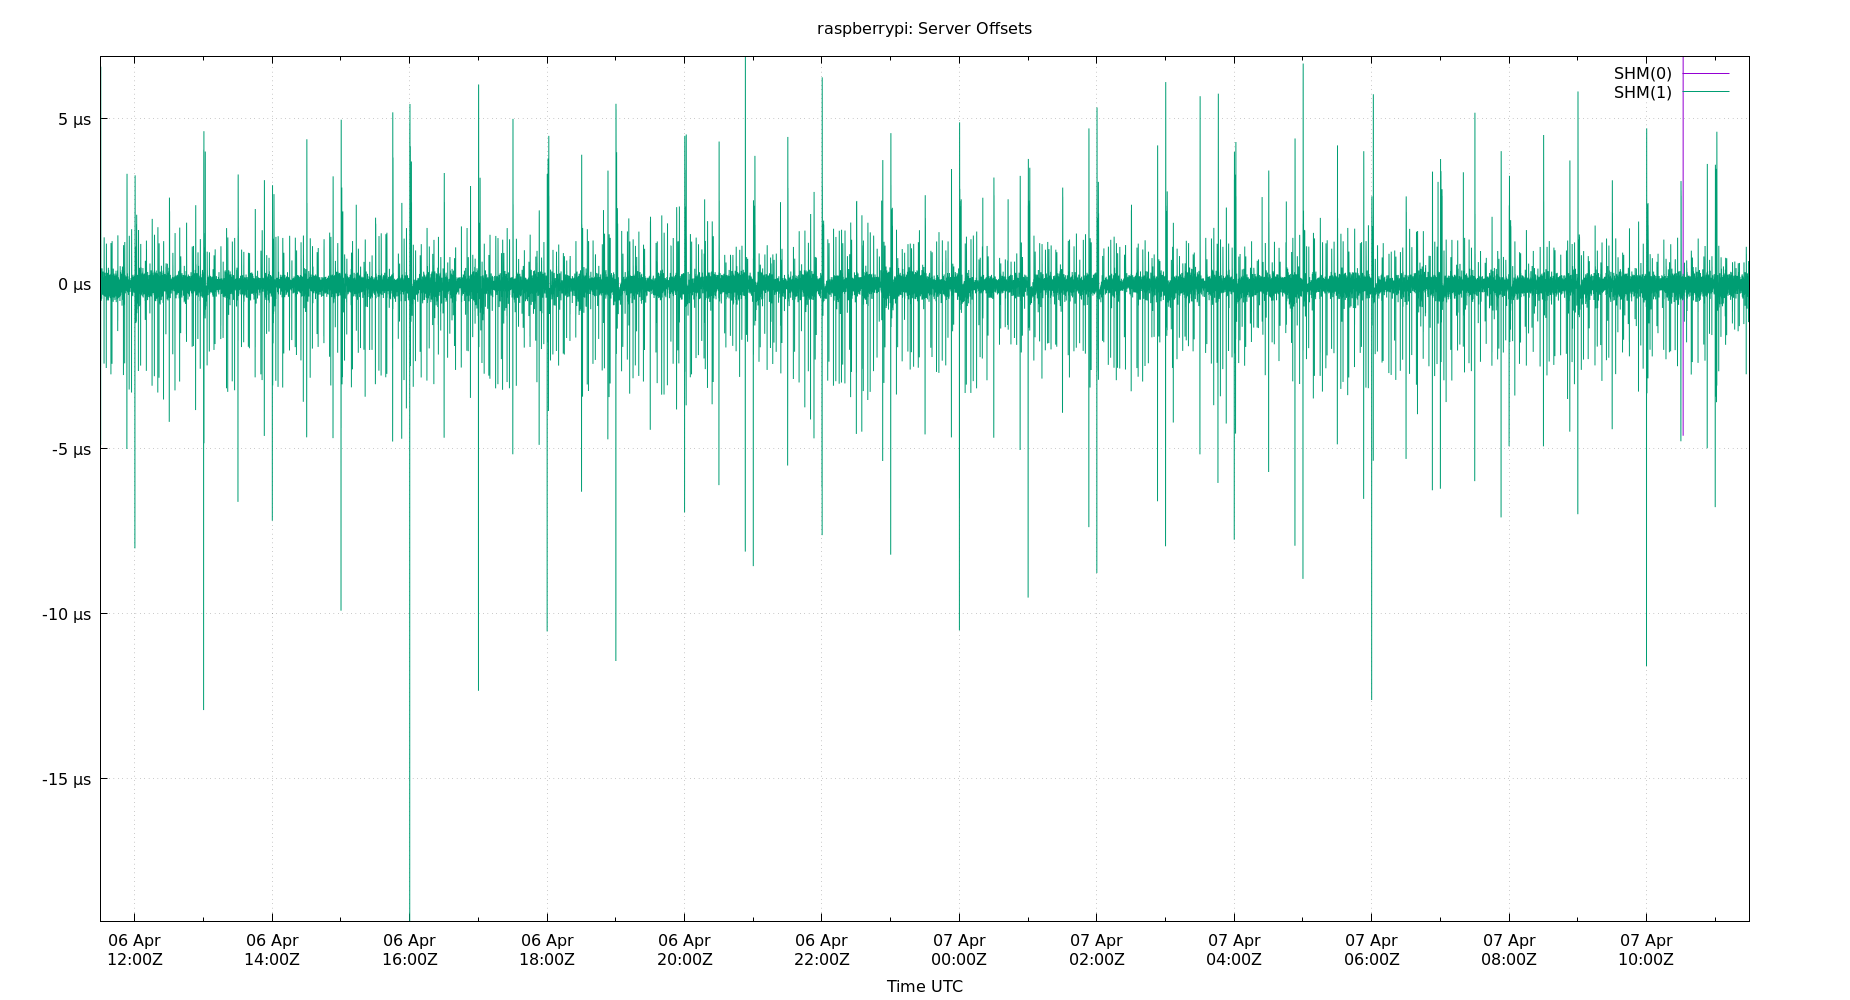 raspberrypi: Server Offsets
SHM(0)
SHM(1)
5 µs
0 µs
-5 µs
-10 µs
-15 µs
06 Apr 06 Apr 06 Apr 06 Apr 06 Apr 06 Apr 07 Apr 07 Apr 07 Apr 07 Apr 07 Apr 07 Apr
12:00Z 14:00Z 16:00Z 18:00Z 20:00Z 22:00Z 00:00Z 02:00Z 04:00Z 06:00Z 08:00Z 10:00Z
Time UTC